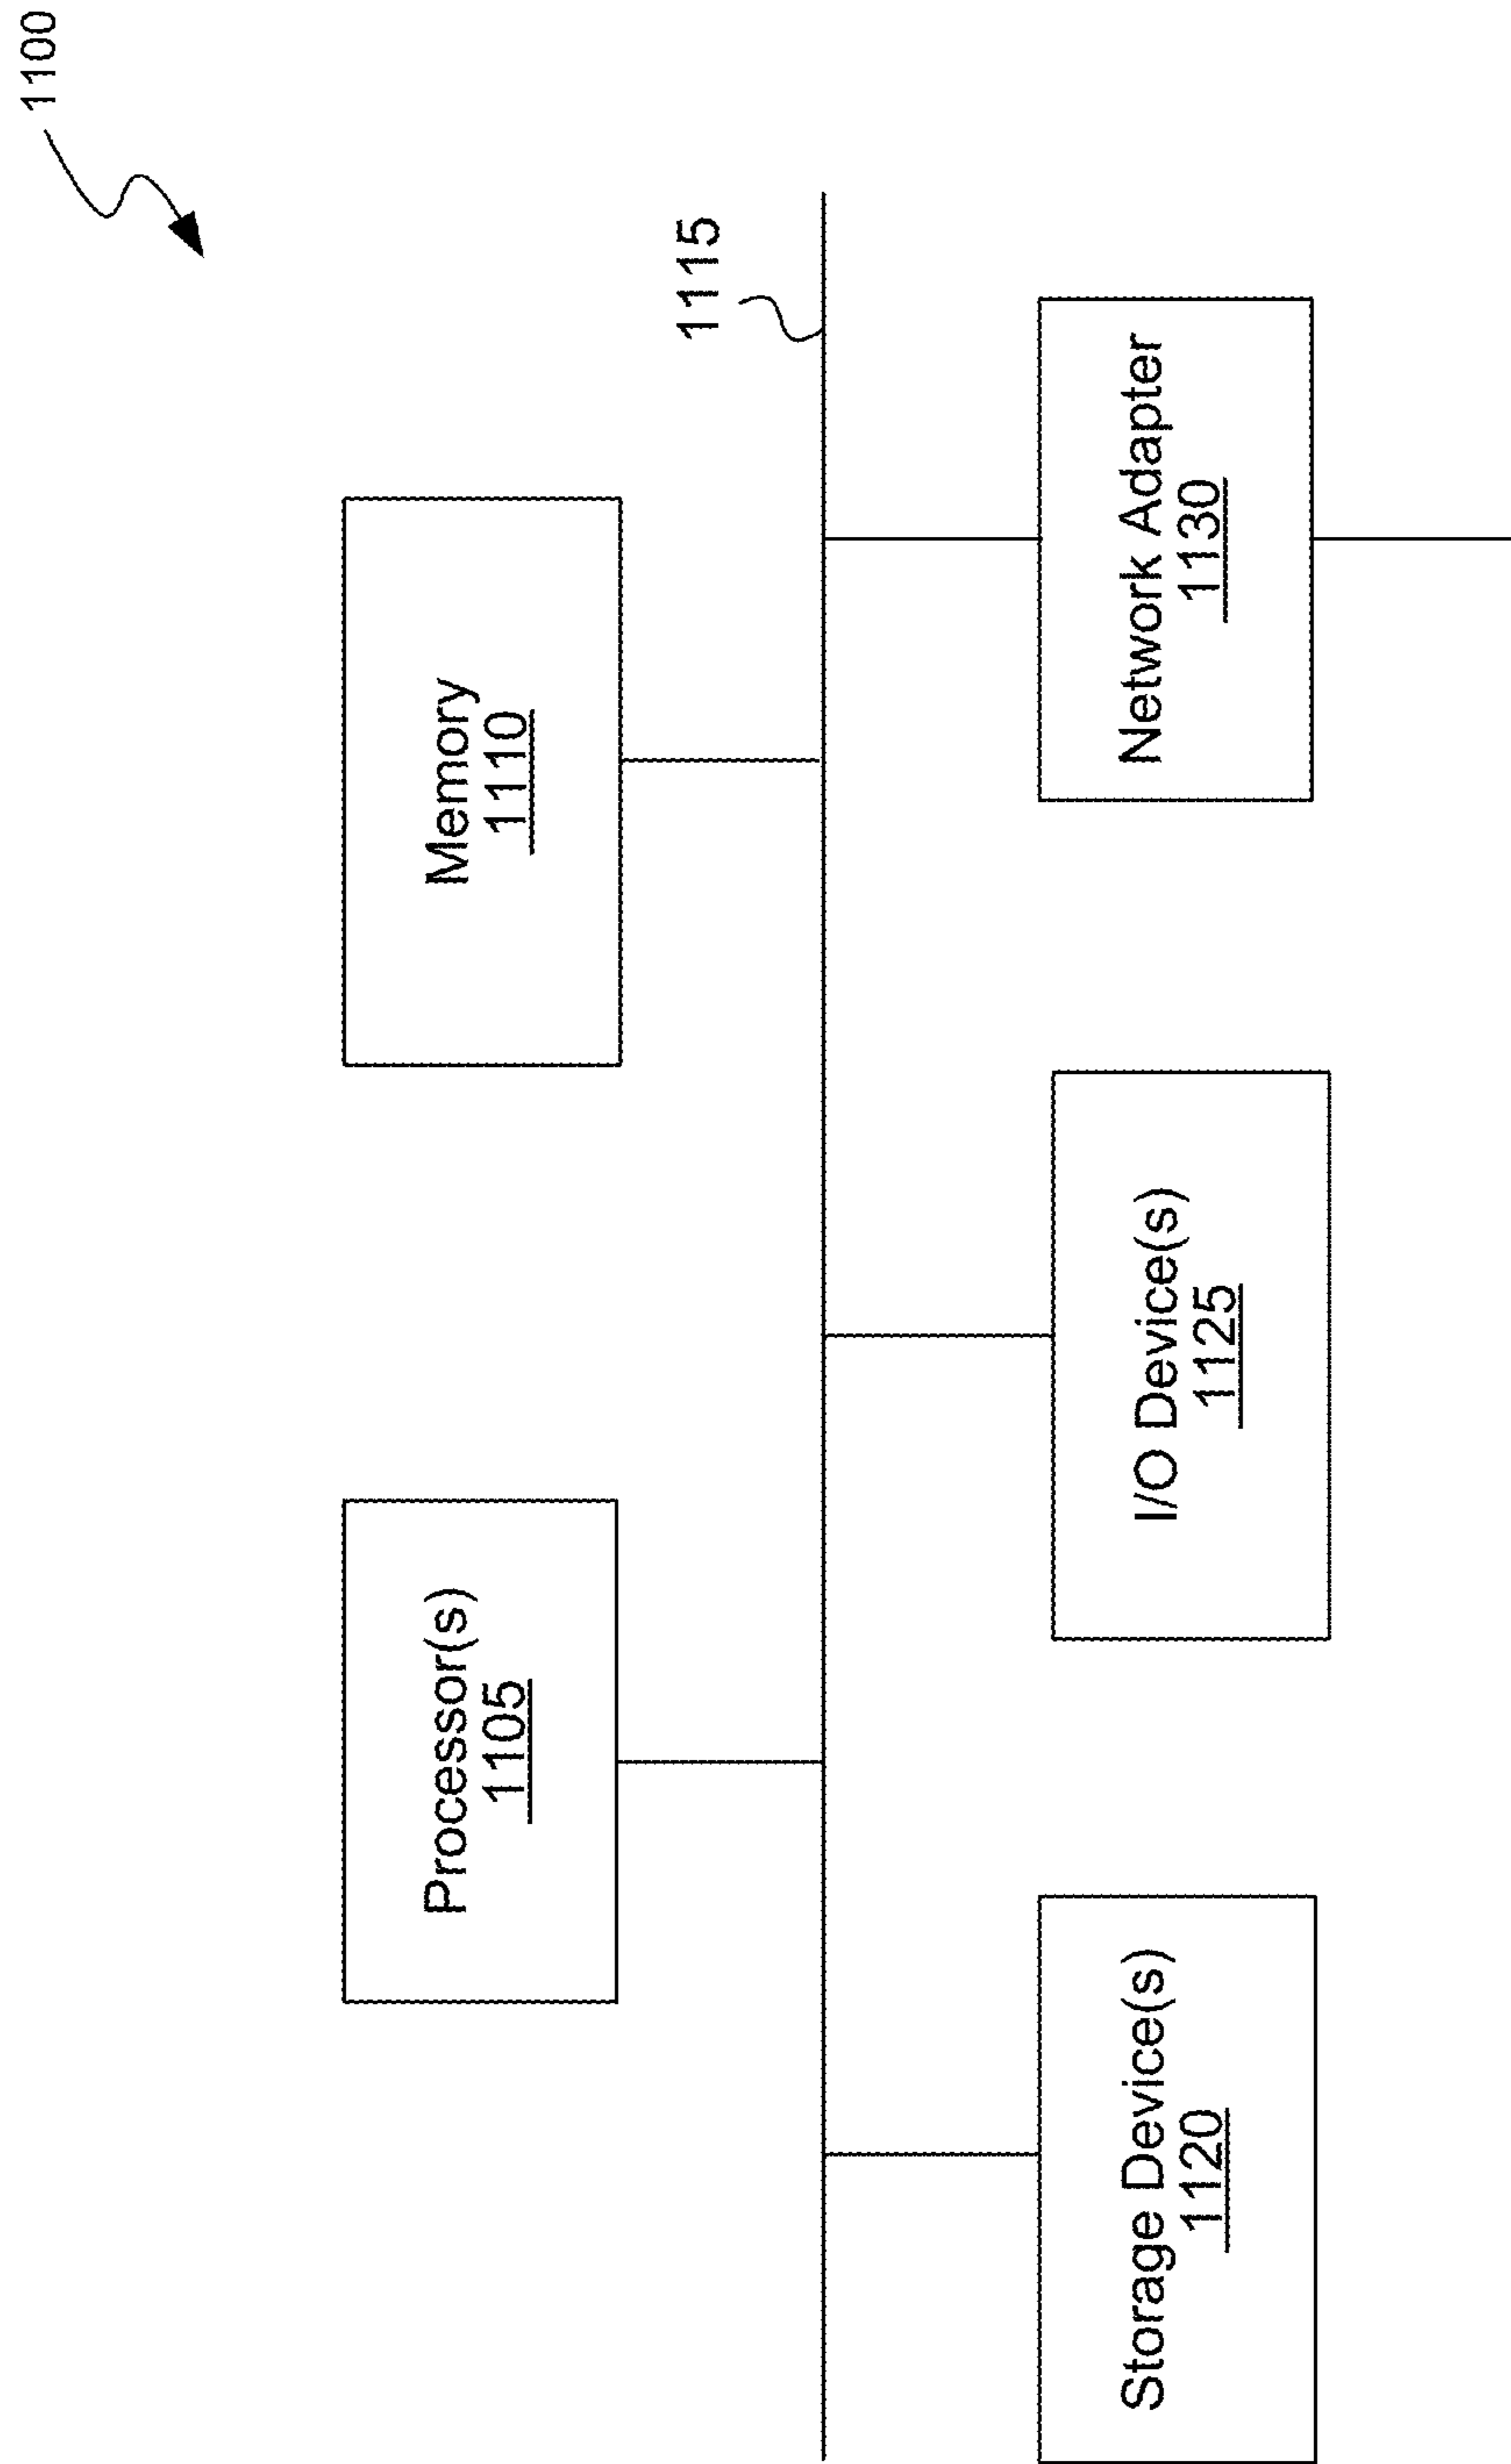 1100
Processor(s)
1105
Memory
1110
1115
Storage Device(s)
1120
I/O Device(s)
1125
Network Adapter
1130